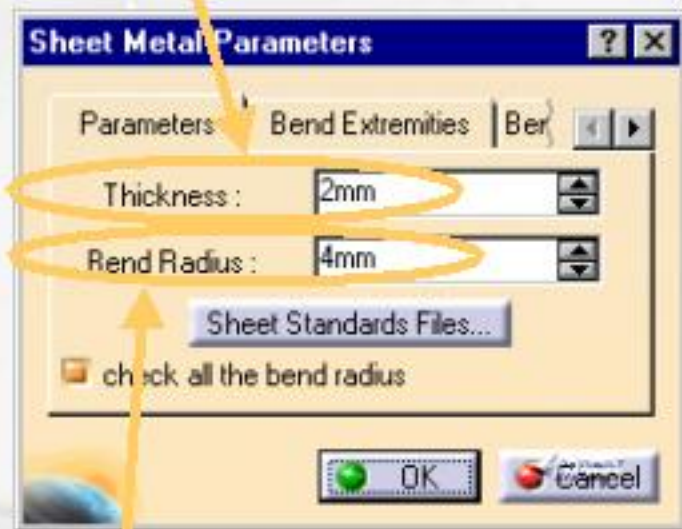 Sheet Metal Parameters
Parameters Bend Extremities Ber
Thickness : 2mm
Bend Radius : 4mm
Sheet Standards Files...
check all the bend radius
OK Cancel